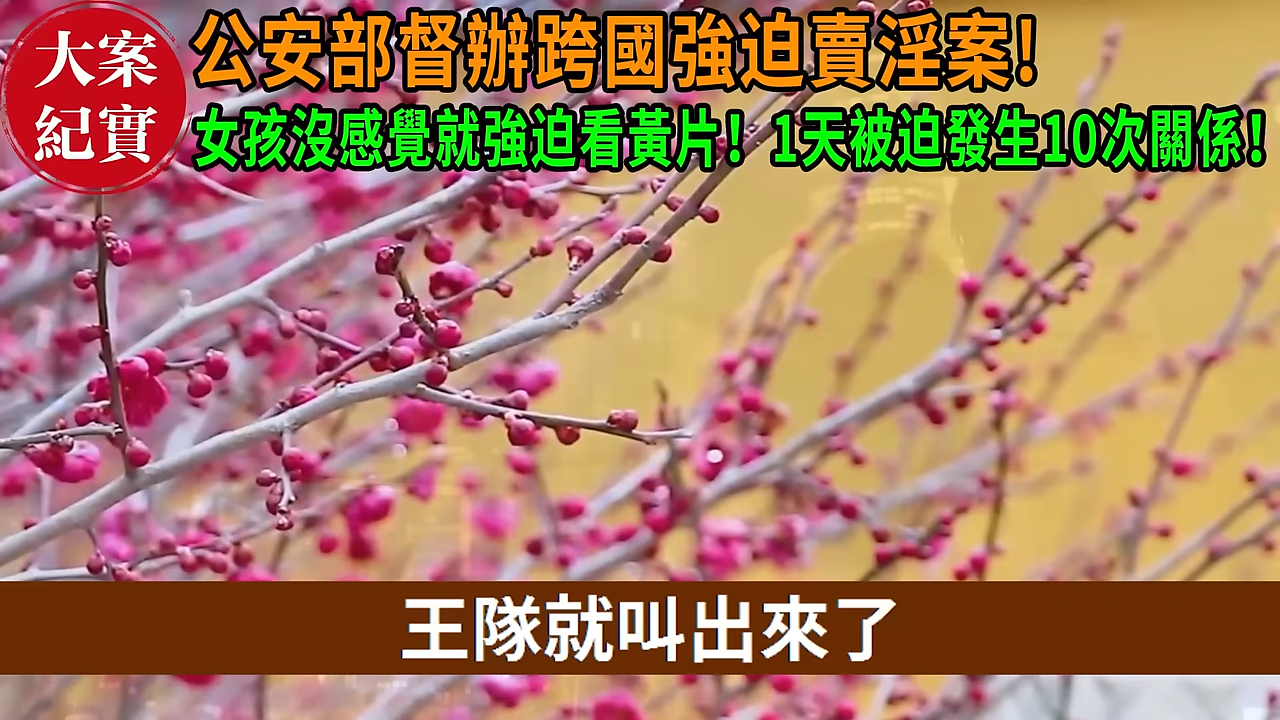 大案
紀實
公安部督辦跨國強迫賣淫案!
女孩沒感覺就強迫看黃片！1天被迫發生10次關係！
王隊就叫出來了